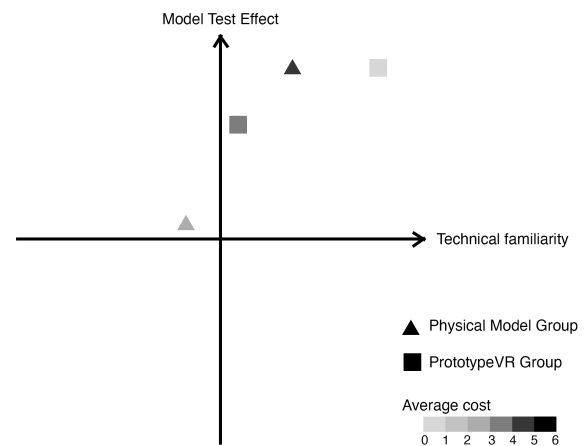 Model Test Effect
Technical familiarity
Physical Model Group
PrototypeVR Group
Average cost
0 1 2 3 4 5 6